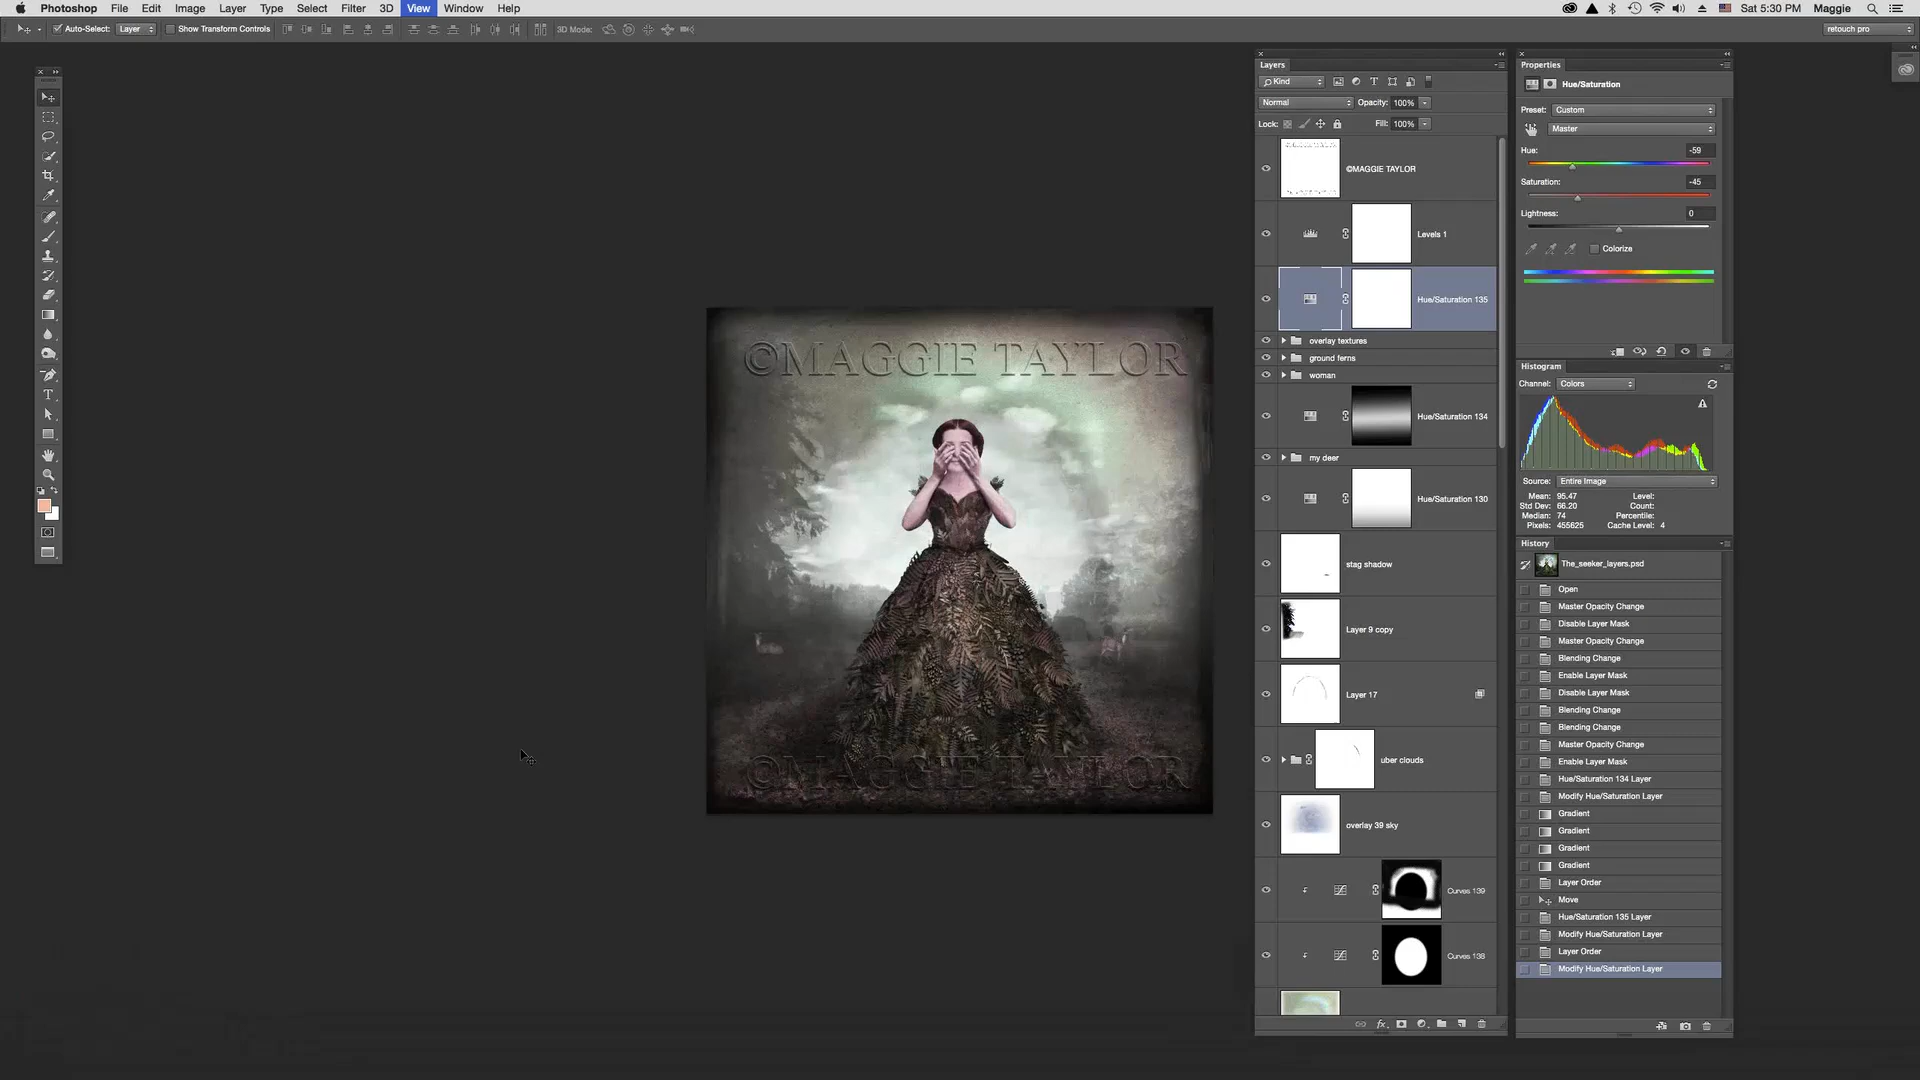 Photoshop File Edit Image Layer Type Select Filter 3D View Window Help
Sat 5:30 PM Maggie
Auto-Select: Layer Show Transform Controls 3D Mode: retouch pro
Layers
Kind
Normal Opacity: 100%
Lock: Fill: 100%
©MAGGIE TAYLOR
Levels 1
Hue/Saturation 135
overlay textures
ground ferns
woman
Hue/Saturation 134
my deer
Hue/Saturation 130
stag shadow
Layer 9 copy
Layer 17
uber clouds
overlay 39 sky
Curves 139
Curves 138
Properties
Hue/Saturation
Preset: Custom
Master
Hue: -59
Saturation: -45
Lightness: 0
Colorize
Histogram
Channel: Colors
Source: Entire Image
Mean: 95.47 Level:
Std Dev: 66.20 Count:
Median: 74 Percentile:
Pixels: 455625 Cache Level: 4
History
The_seeker_layers.psd
Open
Master Opacity Change
Disable Layer Mask
Master Opacity Change
Blending Change
Enable Layer Mask
Disable Layer Mask
Blending Change
Blending Change
Master Opacity Change
Enable Layer Mask
Hue/Saturation 134 Layer
Modify Hue/Saturation Layer
Gradient
Gradient
Gradient
Gradient
Layer Order
Move
Hue/Saturation 135 Layer
Modify Hue/Saturation Layer
Layer Order
Modify Hue/Saturation Layer
©MAGGIE TAYLOR
©MAGGIE TAYLOR